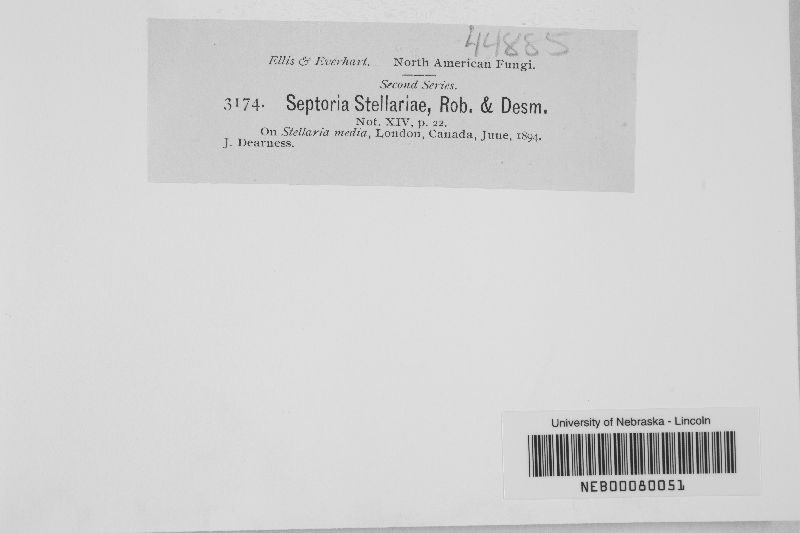 44885
Ellis & Everhart. North American Fungi.
Second Series.
3174. Septoria Stellariae, Rob. & Desm.
Not. XIV, p. 22.
On Stellaria media, London, Canada, June, 1894.
J. Dearness.
University of Nebraska - Lincoln
NEB00080051